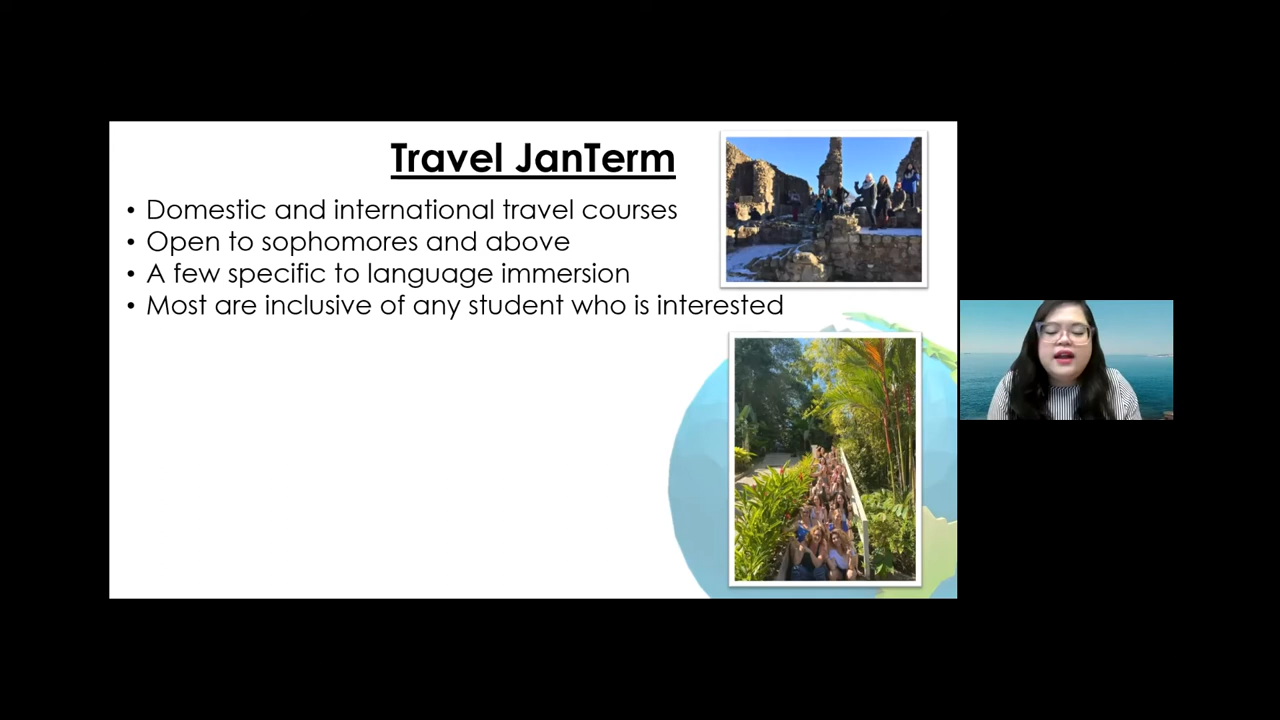 Travel JanTerm
• Domestic and international travel courses
• Open to sophomores and above
• A few specific to language immersion
• Most are inclusive of any student who is interested